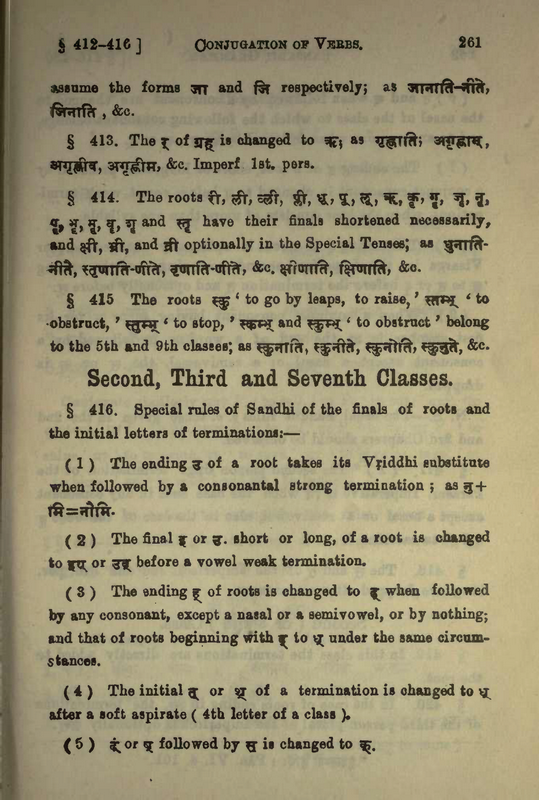 § 412-416 ] CONJUGATION OF VERBS. 261
assume the forms जा and जि respectively; as जानाति-नीते,
जिनाति , &c.
§ 413. The र् of ग्रह् is changed to ऋ; as गृह्णाति; अगृह्णाव,
अगृह्णीव, अगृह्णीम, &c. Imperf 1st. pers.
§ 414. The roots री, ली, व्ली, प्ली, धू, पू, लू, ऋ, कॄ, गॄ, जॄ, नॄ,
पॄ, भॄ, मॄ, वॄ, शॄ and स्तॄ have their finals shortened necessarily,
and क्षी, भ्री, and व्री optionally in the Special Tenses; as धुनाति-
नीते, स्तृणाति-णीते, वृणाति-णीते, &c. क्षीणाति, क्षिणाति, &c.
§ 415 The roots स्कु ‘ to go by leaps, to raise,’ स्तम्भ् ‘ to
obstruct, ’ स्तुम्भ् ‘ to stop, ’ स्कम्भ् and स्कुम्भ् ‘ to obstruct ’ belong
to the 5th and 9th classes; as स्कुनाति, स्कुनीते, स्कुनोति, स्कुनुते, &c.
Second, Third and Seventh Classes.
§ 416. Special rules of Sandhi of the finals of roots and
the initial letters of terminations:—
( 1 ) The ending उ of a root takes its Vṛiddhi substitute
when followed by a consonantal strong termination ; as नु+
मि=नौमि.
( 2 ) The final इ or उ. short or long, of a root is changed
to इय् or उव् before a vowel weak termination.
( 3 ) The ending ह् of roots is changed to ढ् when followed
by any consonant, except a nasal or a semivowel, or by nothing;
and that of roots beginning with द् to घ् under the same circum-
stances.
( 4 ) The initial त् or थ् of a termination is changed to ध्
after a soft aspirate ( 4th letter of a class ).
( 5 ) ढ् or ष् followed by स् is changed to क्.